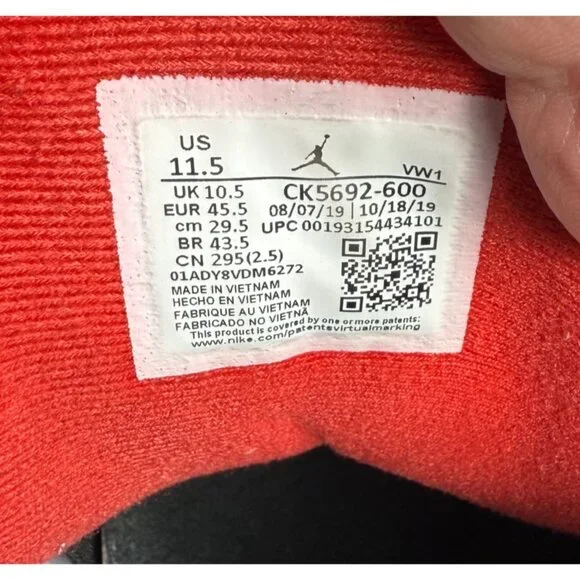 US
11.5
VW1
UK 10.5 CK5692-600
EUR 45.5 08/07/19 | 10/18/19
cm 29.5 UPC 00193154434101
BR 43.5
CN 295(2.5)
01ADY8VDM6272
MADE IN VIETNAM
HECHO EN VIETNAM
FABRIQUE AU VIETNAM
FABRICADO NO VIETNÃ
This product is covered by one or more patents:
www.nike.com/patentsvirtualmarking